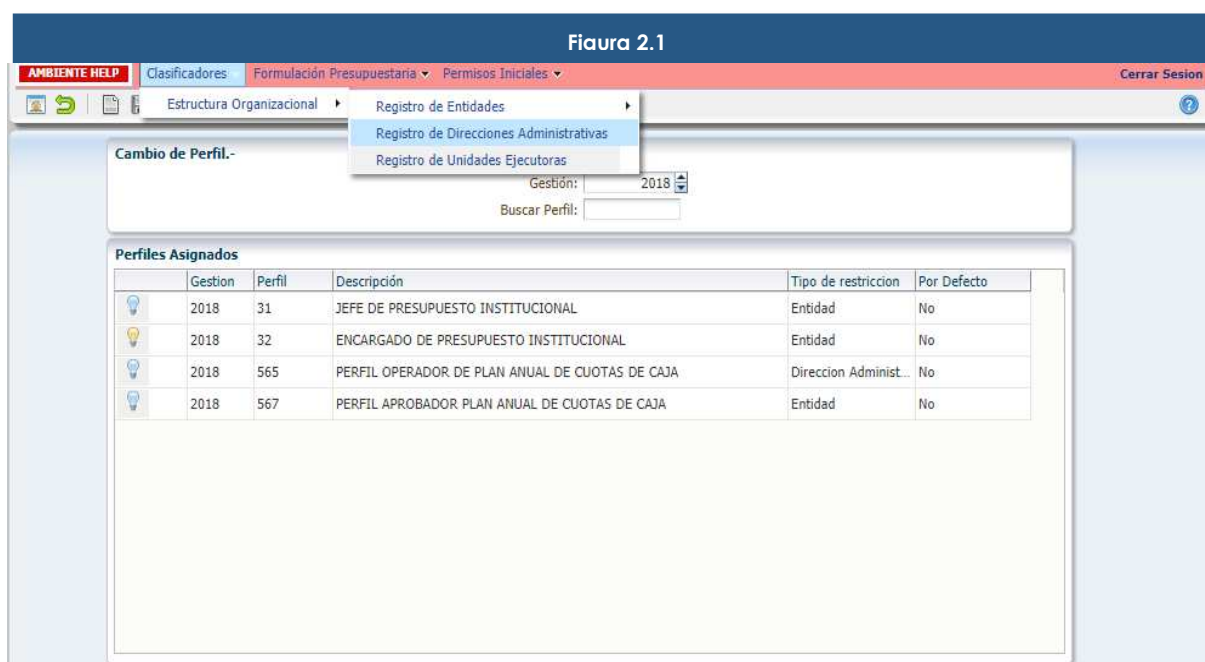 Figura 2.1
AMBIENTE HELP Clasificadores Formulación Presupuestaria Permisos Iniciales Cerrar Sesion
Estructura Organizacional Registro de Entidades
Registro de Direcciones Administrativas
Registro de Unidades Ejecutoras
Cambio de Perfil.-
Gestión: 2018
Buscar Perfil:
Perfiles Asignados
Gestion Perfil Descripción Tipo de restriccion Por Defecto
2018 31 JEFE DE PRESUPUESTO INSTITUCIONAL Entidad No
2018 32 ENCARGADO DE PRESUPUESTO INSTITUCIONAL Entidad No
2018 565 PERFIL OPERADOR DE PLAN ANUAL DE CUOTAS DE CAJA Direccion Administ... No
2018 567 PERFIL APROBADOR PLAN ANUAL DE CUOTAS DE CAJA Entidad No